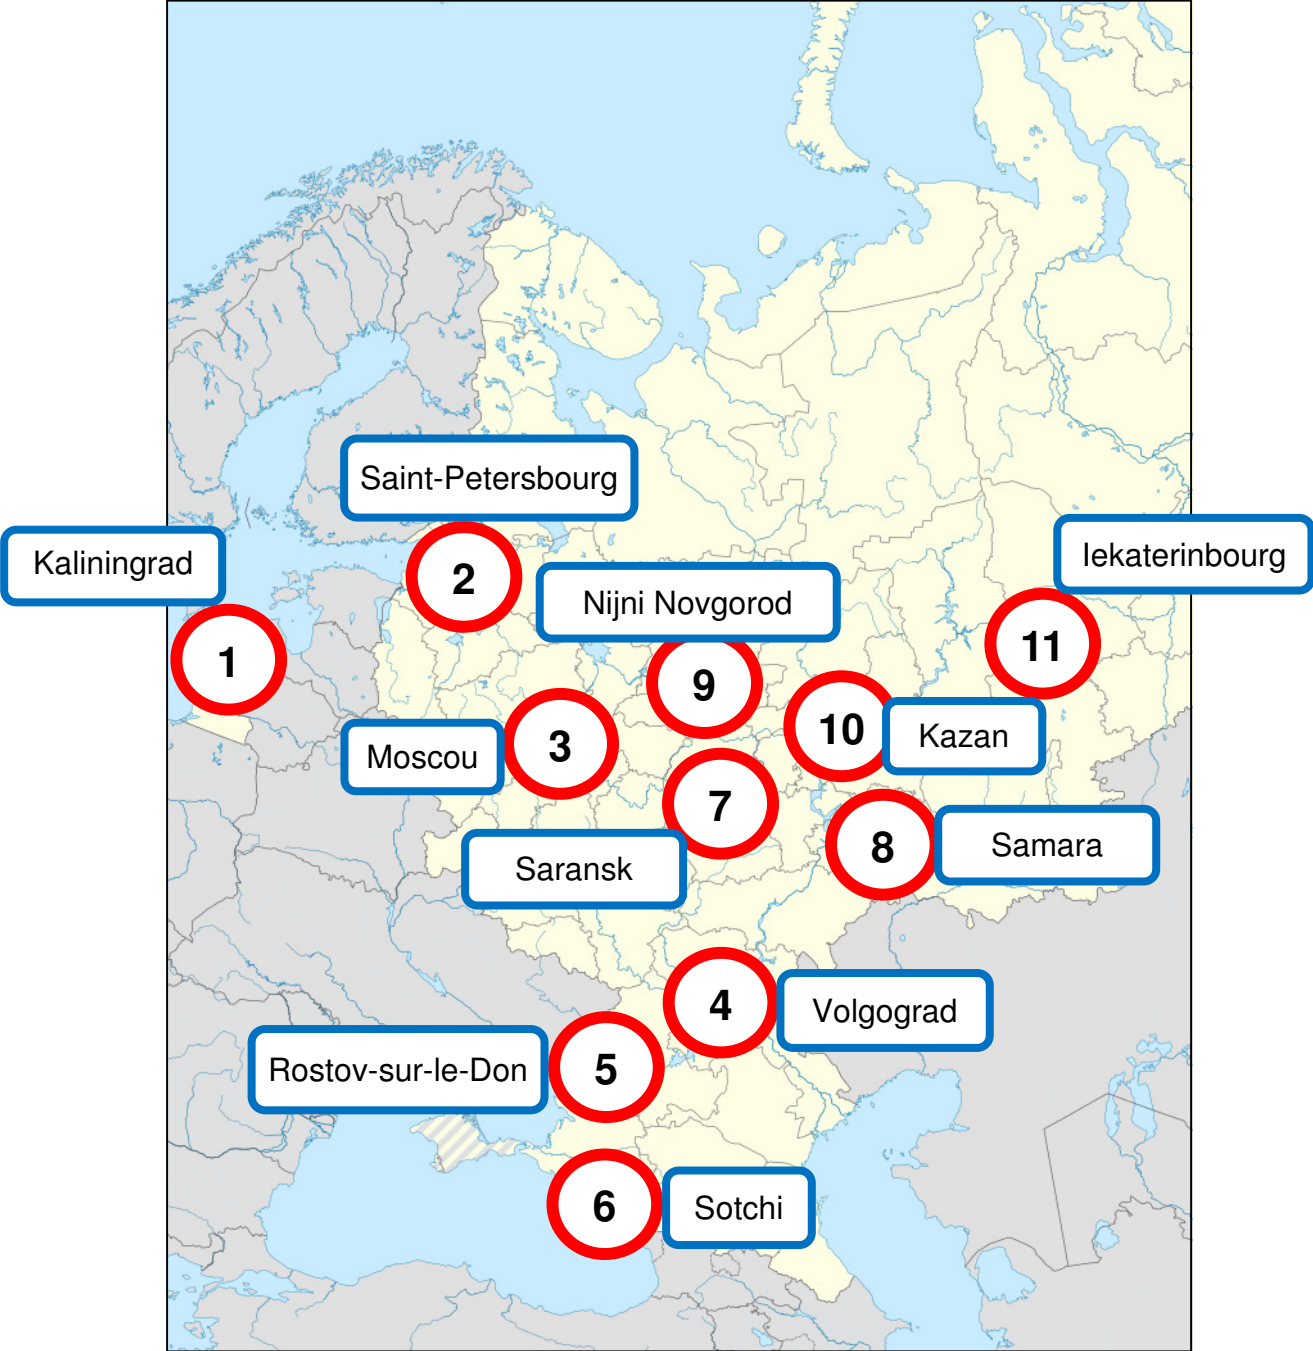 Saint-Petersbourg
Kaliningrad
2
Iekaterinbourg
Nijni Novgorod
1
11
9
Moscou
3
10
Kazan
7
Saransk
8
Samara
4
Volgograd
Rostov-sur-le-Don
5
6
Sotchi